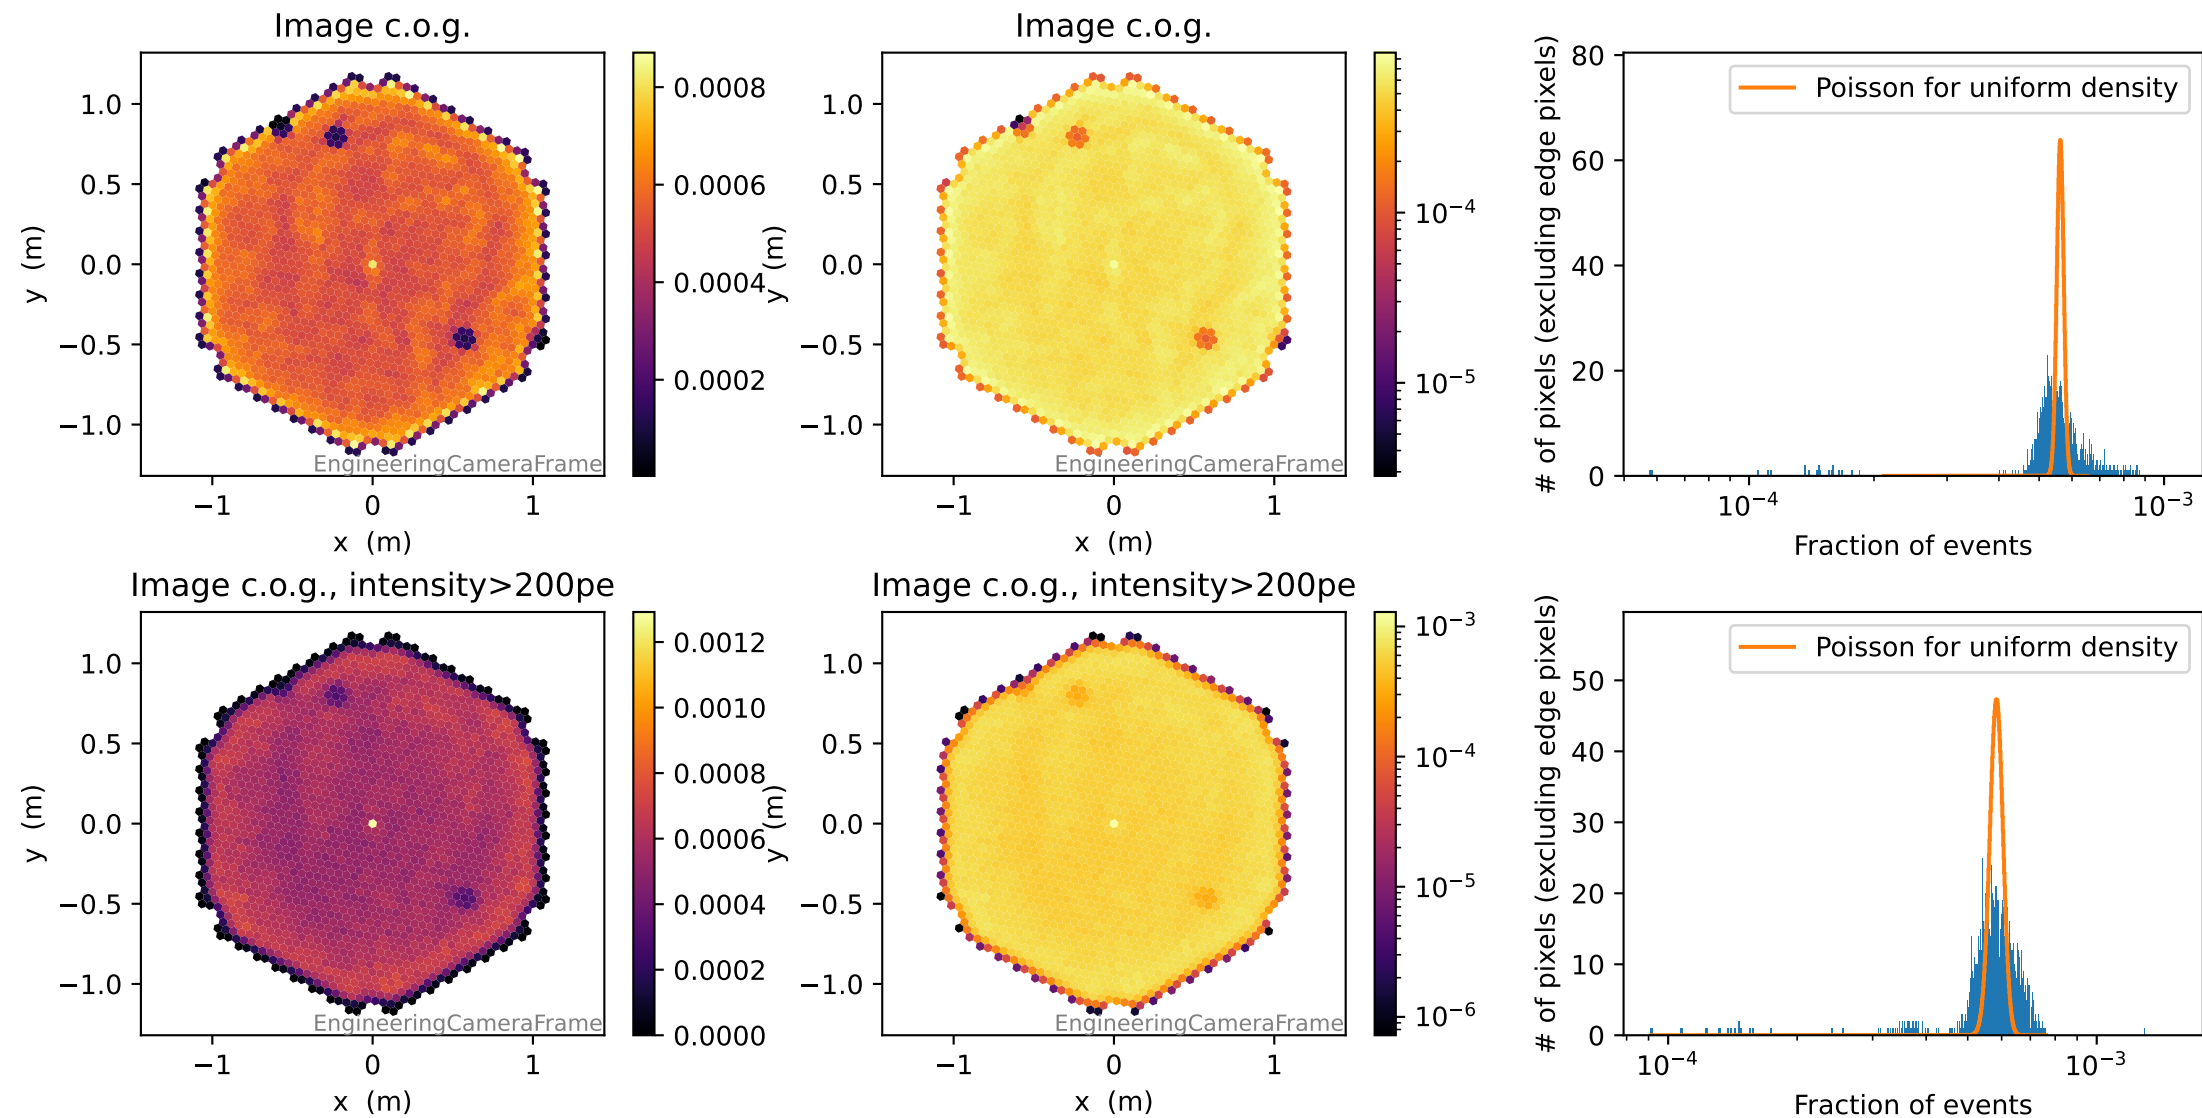 Image c.o.g.
1.0
0.5
0.0
−0.5
−1.0
y (m)
−1 0 1
x (m)
EngineeringCameraFrame
0.0008
0.0006
0.0004
0.0002
Image c.o.g.
1.0
0.5
0.0
−0.5
−1.0
y (m)
−1 0 1
x (m)
EngineeringCameraFrame
10⁻⁴
10⁻⁵
80
60
40
20
0
# of pixels (excluding edge pixels)
Poisson for uniform density
10⁻⁴ 10⁻³
Fraction of events
Image c.o.g., intensity>200pe
1.0
0.5
0.0
−0.5
−1.0
y (m)
−1 0 1
x (m)
EngineeringCameraFrame
0.0012
0.0010
0.0008
0.0006
0.0004
0.0002
0.0000
Image c.o.g., intensity>200pe
1.0
0.5
0.0
−0.5
−1.0
y (m)
−1 0 1
x (m)
EngineeringCameraFrame
10⁻³
10⁻⁴
10⁻⁵
10⁻⁶
50
40
30
20
10
0
# of pixels (excluding edge pixels)
Poisson for uniform density
10⁻⁴ 10⁻³
Fraction of events